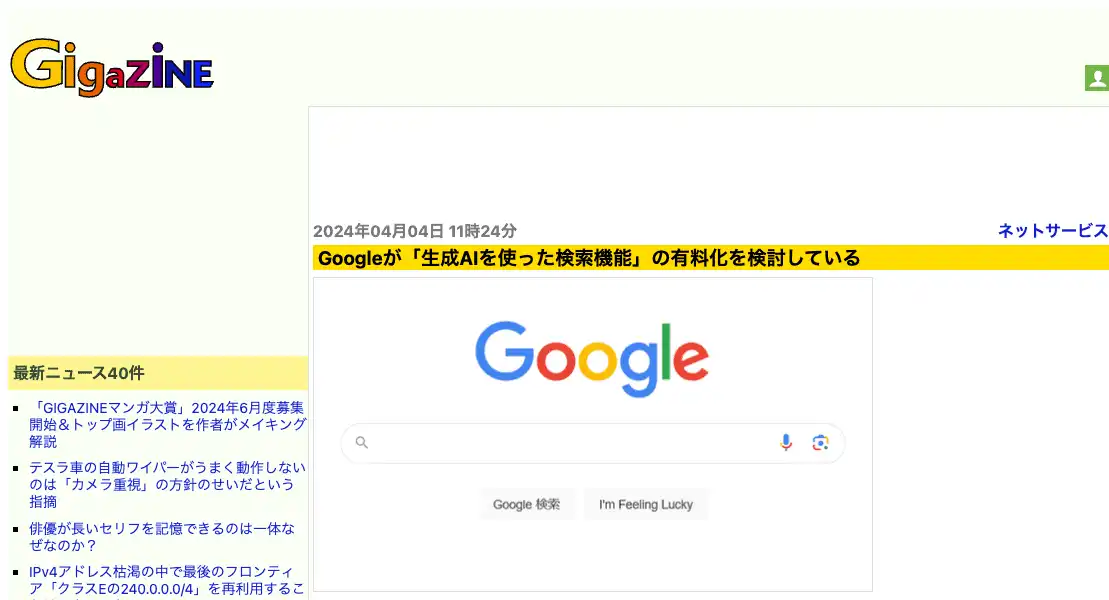 GigaZiNE
2024年04月04日 11時24分
ネットサービス
Googleが「生成AIを使った検索機能」の有料化を検討している
Google
Google 検索
I'm Feeling Lucky
最新ニュース40件
「GIGAZINEマンガ大賞」2024年6月度募集
開始＆トップ画イラストを作者がメイキング
解説
テスラ車の自動ワイパーがうまく動作しない
のは「カメラ重視」の方針のせいだという
指摘
俳優が長いセリフを記憶できるのは一体な
ぜなのか？
IPv4アドレス枯渇の中で最後のフロンティ
ア「クラスEの240.0.0.0/4」を再利用するこ